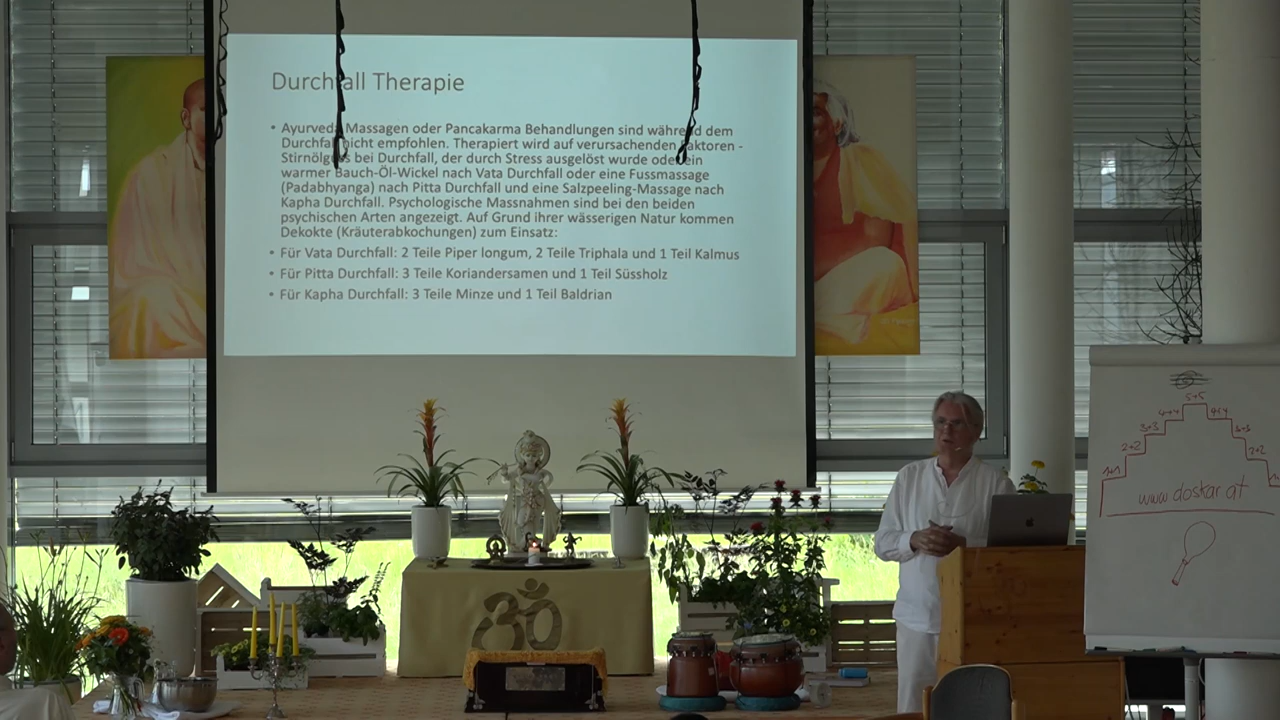 Durchfall Therapie
• Ayurveda Massagen oder Pancakarma Behandlungen sind während dem
Durchfall nicht empfohlen. Therapiert wird auf verursachenden Faktoren -
Stirnölguss bei Durchfall, der durch Stress ausgelöst wurde oder ein
warmer Bauch-Öl-Wickel nach Vata Durchfall oder eine Fussmassage
(Padabhyanga) nach Pitta Durchfall und eine Salzpeeling-Massage nach
Kapha Durchfall. Psychologische Massnahmen sind bei den beiden
psychischen Arten angezeigt. Auf Grund ihrer wässerigen Natur kommen
Dekokte (Kräuterabkochungen) zum Einsatz:
• Für Vata Durchfall: 2 Teile Piper longum, 2 Teile Triphala und 1 Teil Kalmus
• Für Pitta Durchfall: 3 Teile Koriandersamen und 1 Teil Süssholz
• Für Kapha Durchfall: 3 Teile Minze und 1 Teil Baldrian
ॐ
5+5
4+4 4+4
3+3 3+3
2+2 2+2
1+1
www.doskar.at